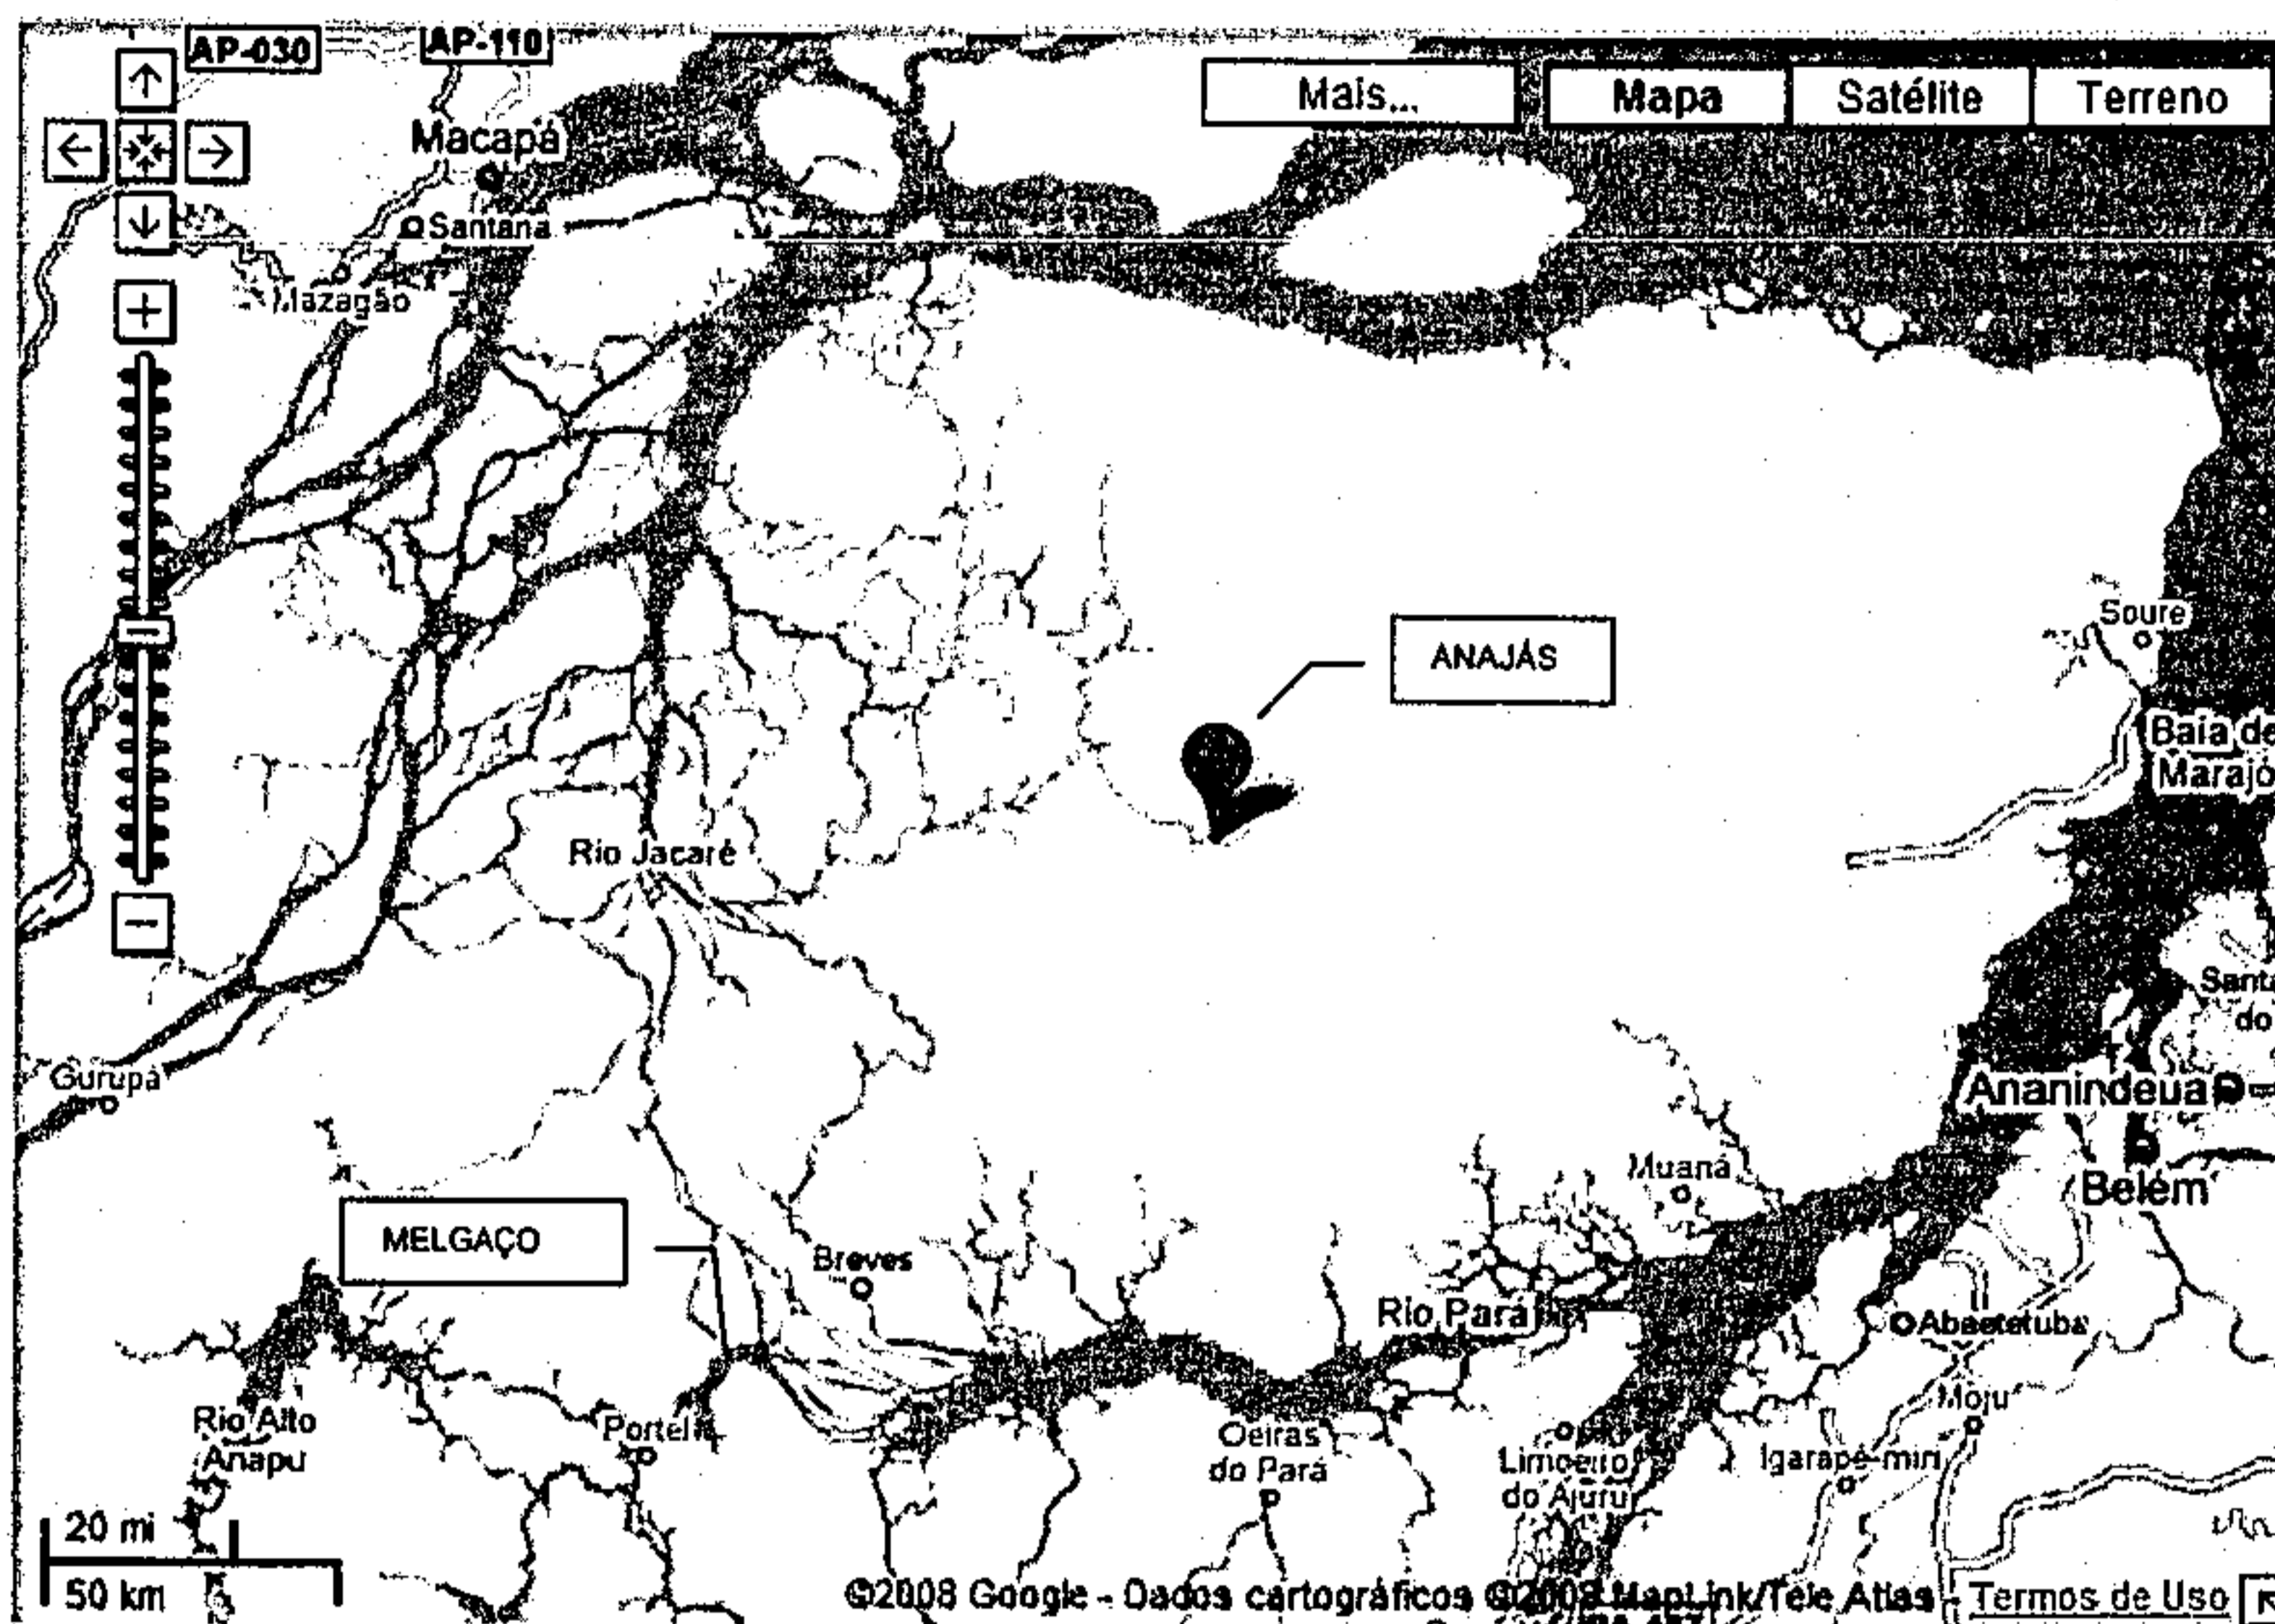 AP-030
AP-110
Mais...
Mapa
Satélite
Terreno
Macapá
Santana
Mazagão
ANAJÁS
Soure
Baía de
Marajó
Rio Jacaré
Santa
do
Gurupá
Ananindeua
Muaná
Belém
MELGAÇO
Breves
Rio Pará
Abaetetuba
Rio Alto
Anapu
Portel
Oeiras
do Pará
Limoeiro
do Ajuru
Moju
Igarapé-miri
20 mi
50 km
©2008 Google - Dados cartográficos ©2008 MapLink/Tele Atlas
Termos de Uso